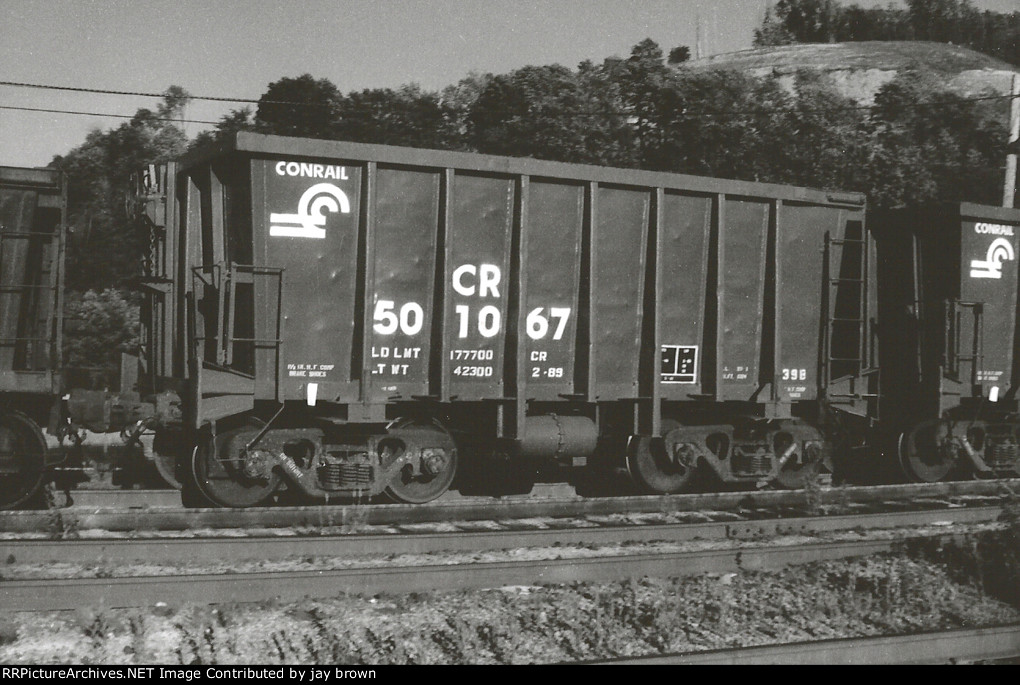 CONRAIL
CR
50 10 67
LD LMT 177700 CR
LT WT 42300 2-89
398
CONRAIL
RRPictureArchives.NET Image Contributed by jay brown